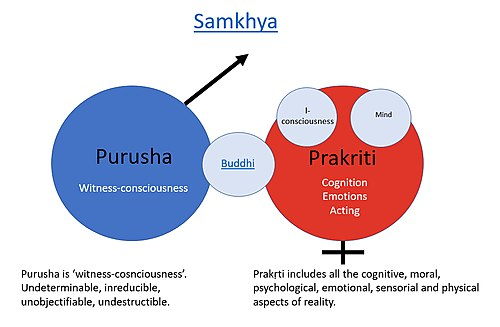 Samkhya
Purusha
Witness-consciousness
Buddhi
I-
consciousness
Mind
Prakriti
Cognition
Emotions
Acting
Purusha is ‘witness-cosnciousness’.
Undeterminable, inreducible,
unobjectifiable, undestructible.
Prakṛti includes all the cognitive, moral,
psychological, emotional, sensorial and physical
aspects of reality.